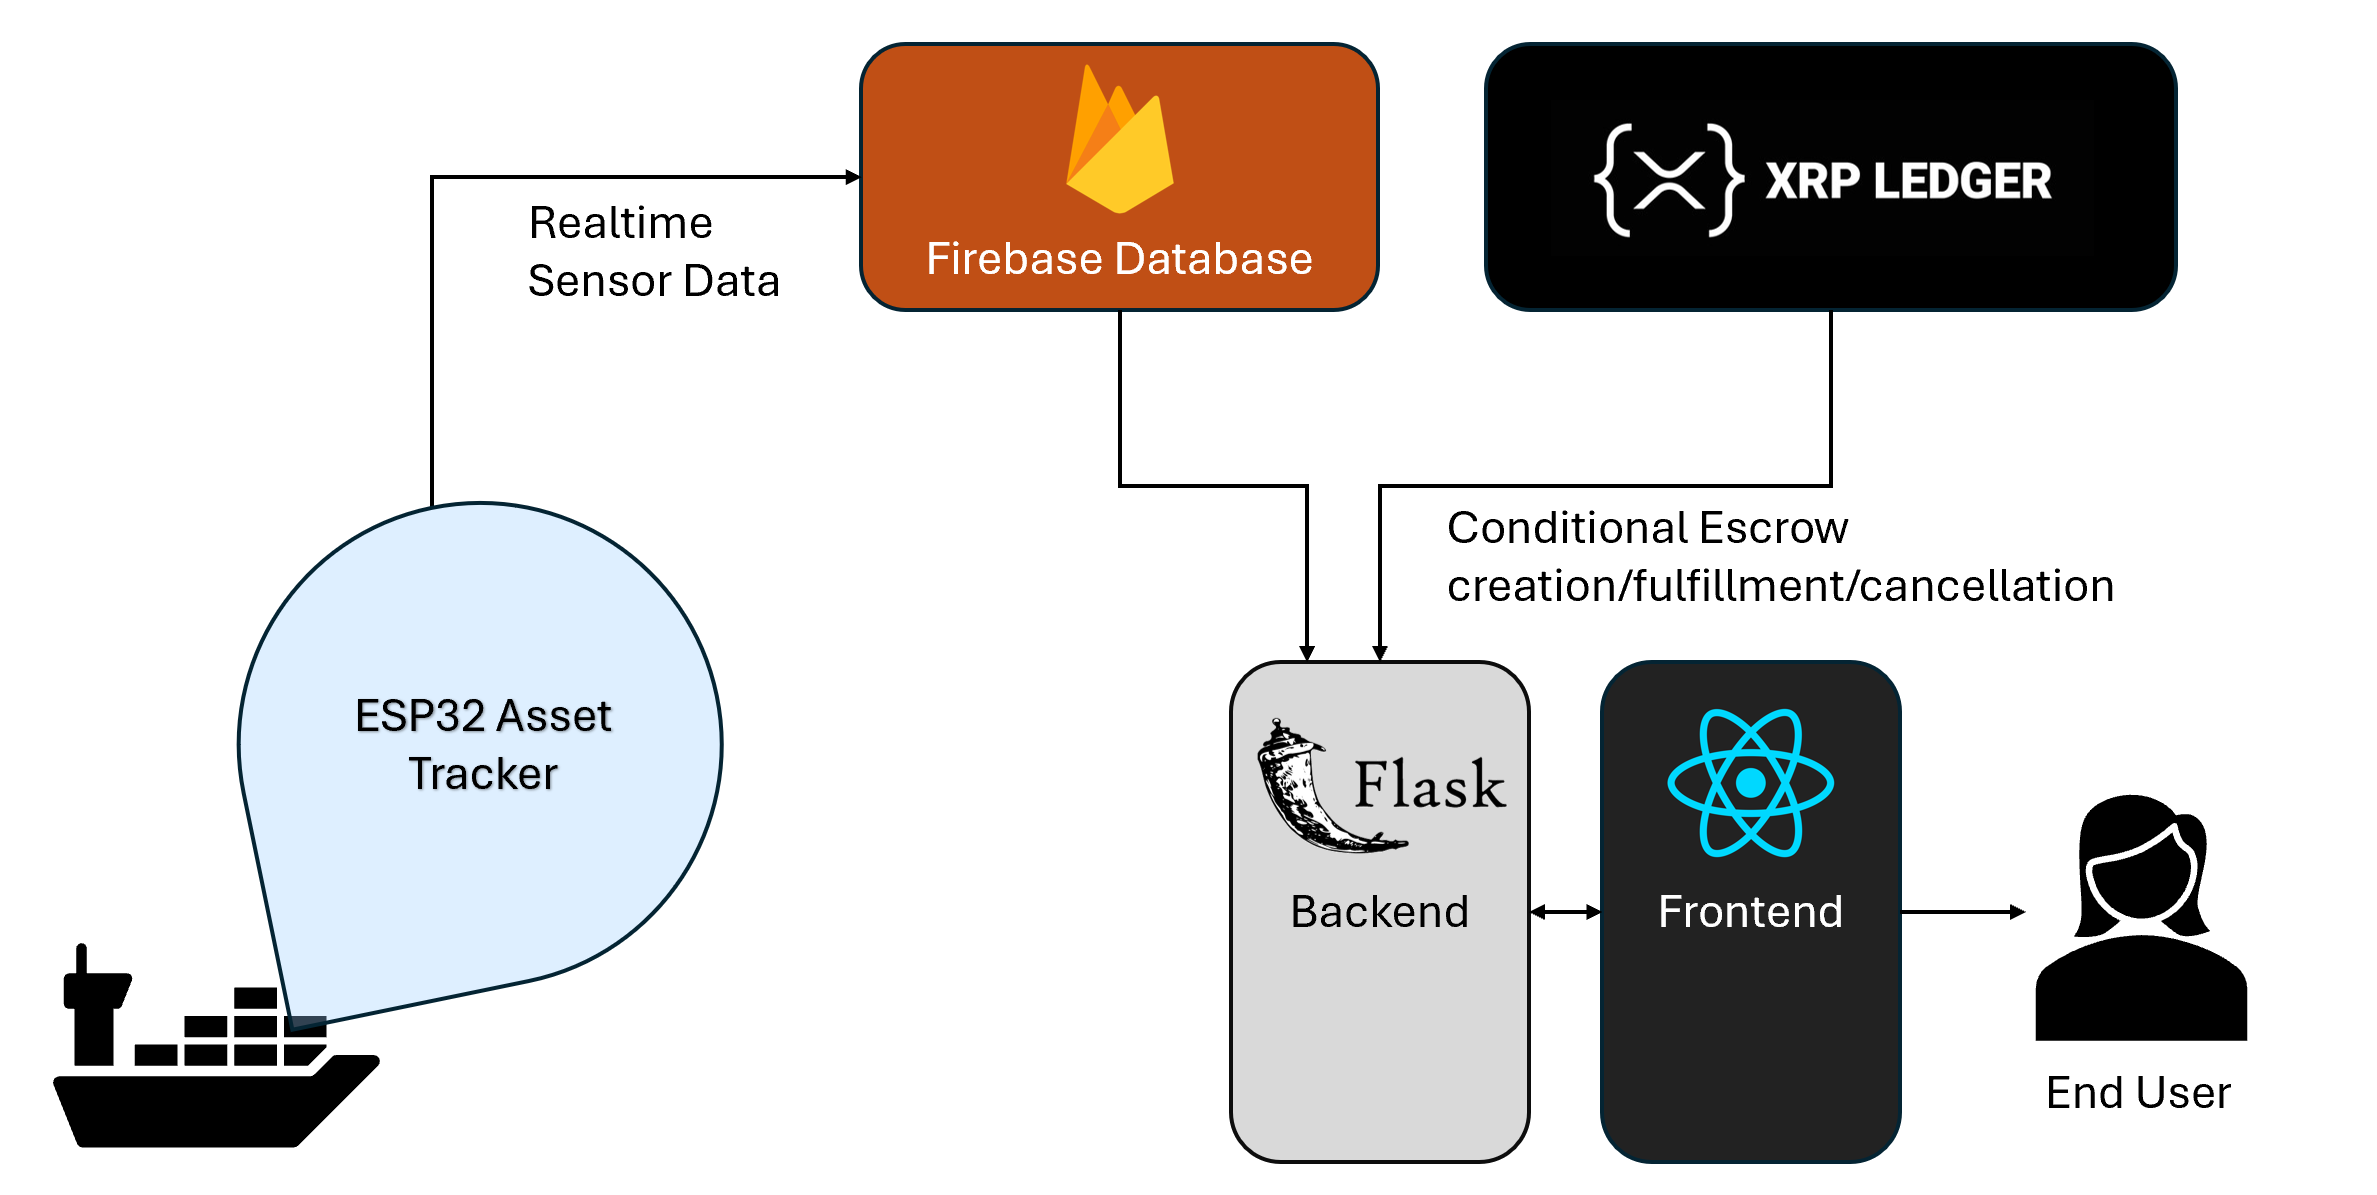 Realtime
Sensor Data
Firebase Database
XRP LEDGER
Conditional Escrow
creation/fulfillment/cancellation
ESP32 Asset
Tracker
Flask
Backend
Frontend
End User